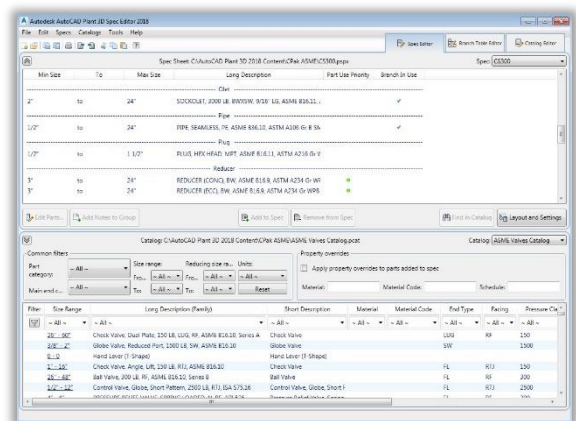 Autodesk AutoCAD Plant 3D Spec Editor 2018
File Edit Specs Catalogs Tools Help
Spec Editor Branch Table Editor Catalog Editor
Spec Sheet: C:\AutoCAD Plant 3D 2018 Content\CPak ASME\CS300.pspx Spec: CS300
Min Size To Max Size Long Description Part Use Priority Branch In Use
Olet
2" to 24" SOCKOLET, 3000 LB, BWXSW, 9/16" LG, ASME B16.11,
Pipe
1/2" to 24" PIPE, SEAMLESS, PE, ASME B36.10, ASTM A106 Gr B SM
Plug
1/2" to 1 1/2" PLUG, HEX HEAD, MPT, ASME B16.11, ASTM A216 Gr
Reducer
3" to 24" REDUCER (CONC), BW, ASME B16.9, ASTM A234 Gr WP
3" to 24" REDUCER (ECC), BW, ASME B16.9, ASTM A234 Gr WPB
Edit Parts... Add Notes to Group Add to Spec Remove from Spec Find in Catalog Layout and Settings
Catalog: C:\AutoCAD Plant 3D 2018 Content\CPak ASME\ASME Valves Catalog.pcat Catalog: ASME Valves Catalog
Common filters Property overrides
Part category: ~ All ~ Size range: Reducing size ra... Units: Apply property overrides to parts added to spec
Fro... ~ All ~ Fro... ~ All ~ ~ All ~
Main end c... ~ All ~ To: ~ All ~ To: ~ All ~ Reset Material: Material Code: Schedule:
Filter Size Range Long Description (Family) Short Description Material Material Code End Type Facing Pressure Cla
~ All ~ ~ All ~ ~ All ~ ~ All ~ ~ All ~ ~ All ~ ~ All ~ ~ All ~
26" - 60" Check Valve, Dual Plate, 150 LB, LUG, RF, ASME B16.10, Series A Check Valve LUG RF 150
3/8" - 2" Globe Valve, Reduced Port, 1500 LB, SW, ASME B16.10 Globe Valve SW 1500
0 - 0 Hand Lever (T-Shape) Hand Lever (T-Shape)
1" - 16" Check Valve, Angle, Lift, 150 LB, RTJ, ASME B16.10 Check Valve FL RTJ 150
16" - 48" Ball Valve, 300 LB, RF, ASME B16.10, Series B Ball Valve FL RF 300
1/2" - 12" Control Valve, Globe, Short Pattern, 2500 LB, RTJ, ISA S75.16 Control Valve, Globe, Short F FL RTJ 2500